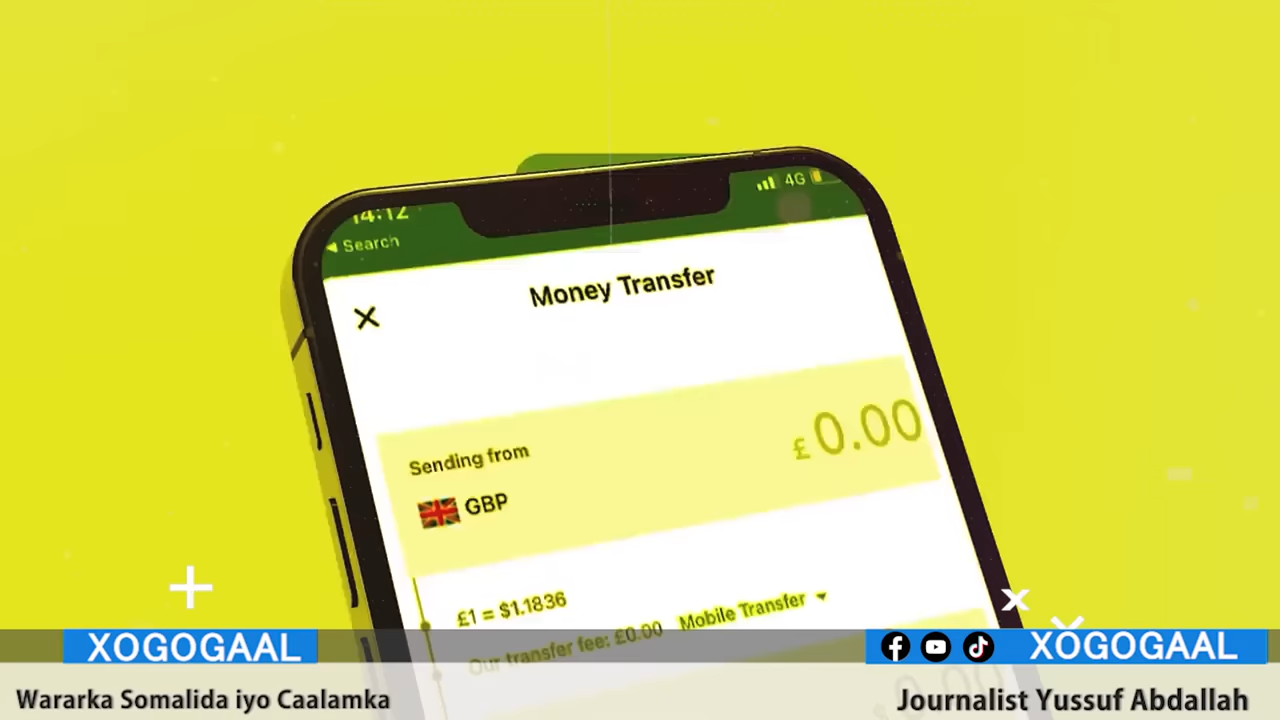 14:12
4G
◀ Search
Money Transfer
Sending from
£0.00
GBP
£1 = $1.1836
Our transfer fee: £0.00 Mobile Transfer
XOGOGAAL
XOGOGAAL
Wararka Somalida iyo Caalamka
Journalist Yussuf Abdallah